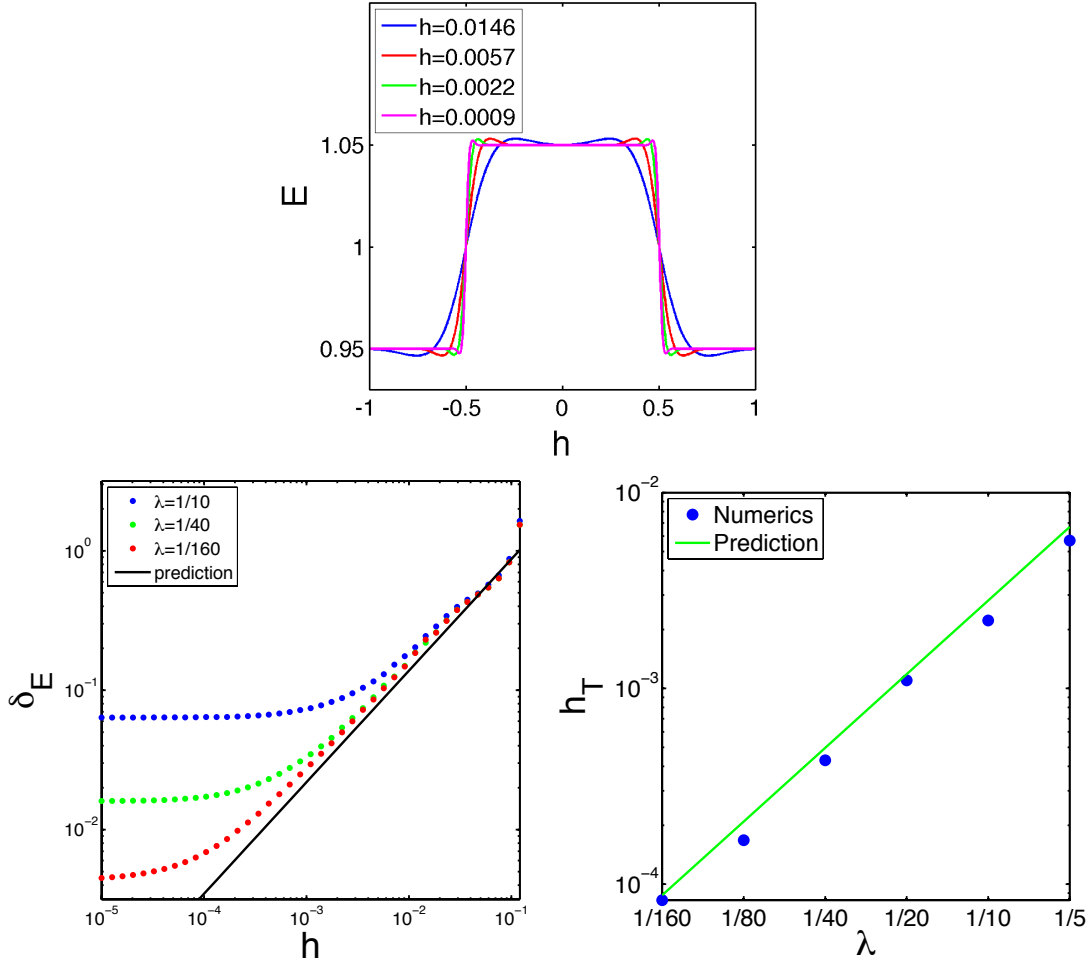 h=0.0146
h=0.0057
h=0.0022
h=0.0009
1.05
1
0.95
E
-1
-0.5
0
0.5
1
h
λ=1/10
λ=1/40
λ=1/160
prediction
10⁰
10⁻¹
10⁻²
δ_E
10⁻⁵
10⁻⁴
10⁻³
10⁻²
10⁻¹
h
Numerics
Prediction
10⁻²
10⁻³
10⁻⁴
h_T
1/160
1/80
1/40
1/20
1/10
1/5
λ